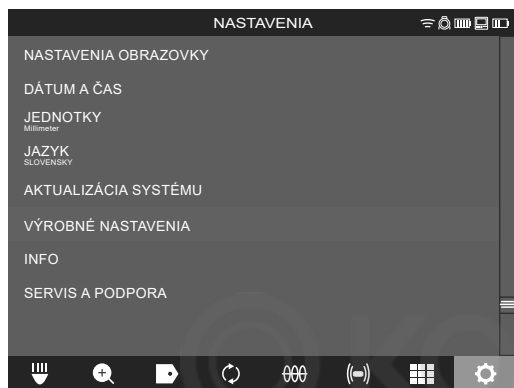 NASTAVENIA
NASTAVENIA OBRAZOVKY
DÁTUM A ČAS
JEDNOTKY
Millimeter
JAZYK
SLOVENSKY
AKTUALIZÁCIA SYSTÉMU
VÝROBNÉ NASTAVENIA
INFO
SERVIS A PODPORA